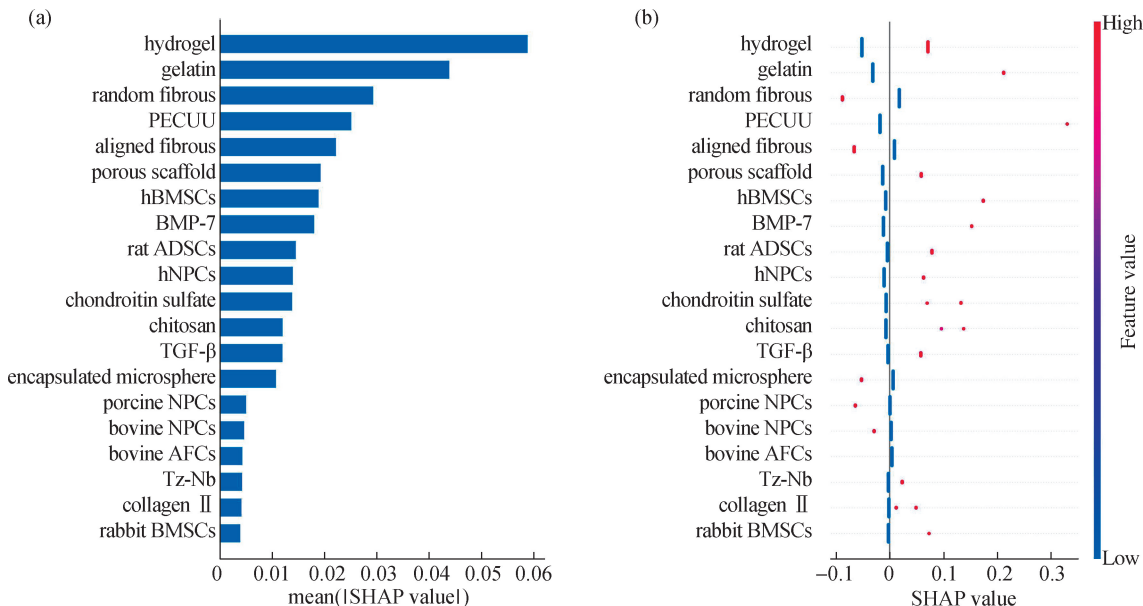 (a)
hydrogel
gelatin
random fibrous
PECUU
aligned fibrous
porous scaffold
hBMSCs
BMP-7
rat ADSCs
hNPCs
chondroitin sulfate
chitosan
TGF-β
encapsulated microsphere
porcine NPCs
bovine NPCs
bovine AFCs
Tz-Nb
collagen Ⅱ
rabbit BMSCs
0 0.01 0.02 0.03 0.04 0.05 0.06
mean(|SHAP value|)
(b)
hydrogel
gelatin
random fibrous
PECUU
aligned fibrous
porous scaffold
hBMSCs
BMP-7
rat ADSCs
hNPCs
chondroitin sulfate
chitosan
TGF-β
encapsulated microsphere
porcine NPCs
bovine NPCs
bovine AFCs
Tz-Nb
collagen Ⅱ
rabbit BMSCs
−0.1 0 0.1 0.2 0.3
SHAP value
High
Feature value
Low